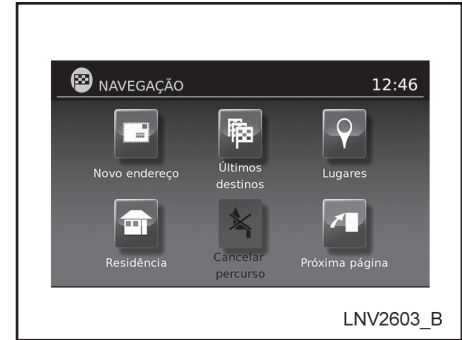 NAVEGAÇÃO 12:46
Novo endereço
Últimos
destinos
Lugares
Residência
Cancelar
percurso
Próxima página
LNV2603_B